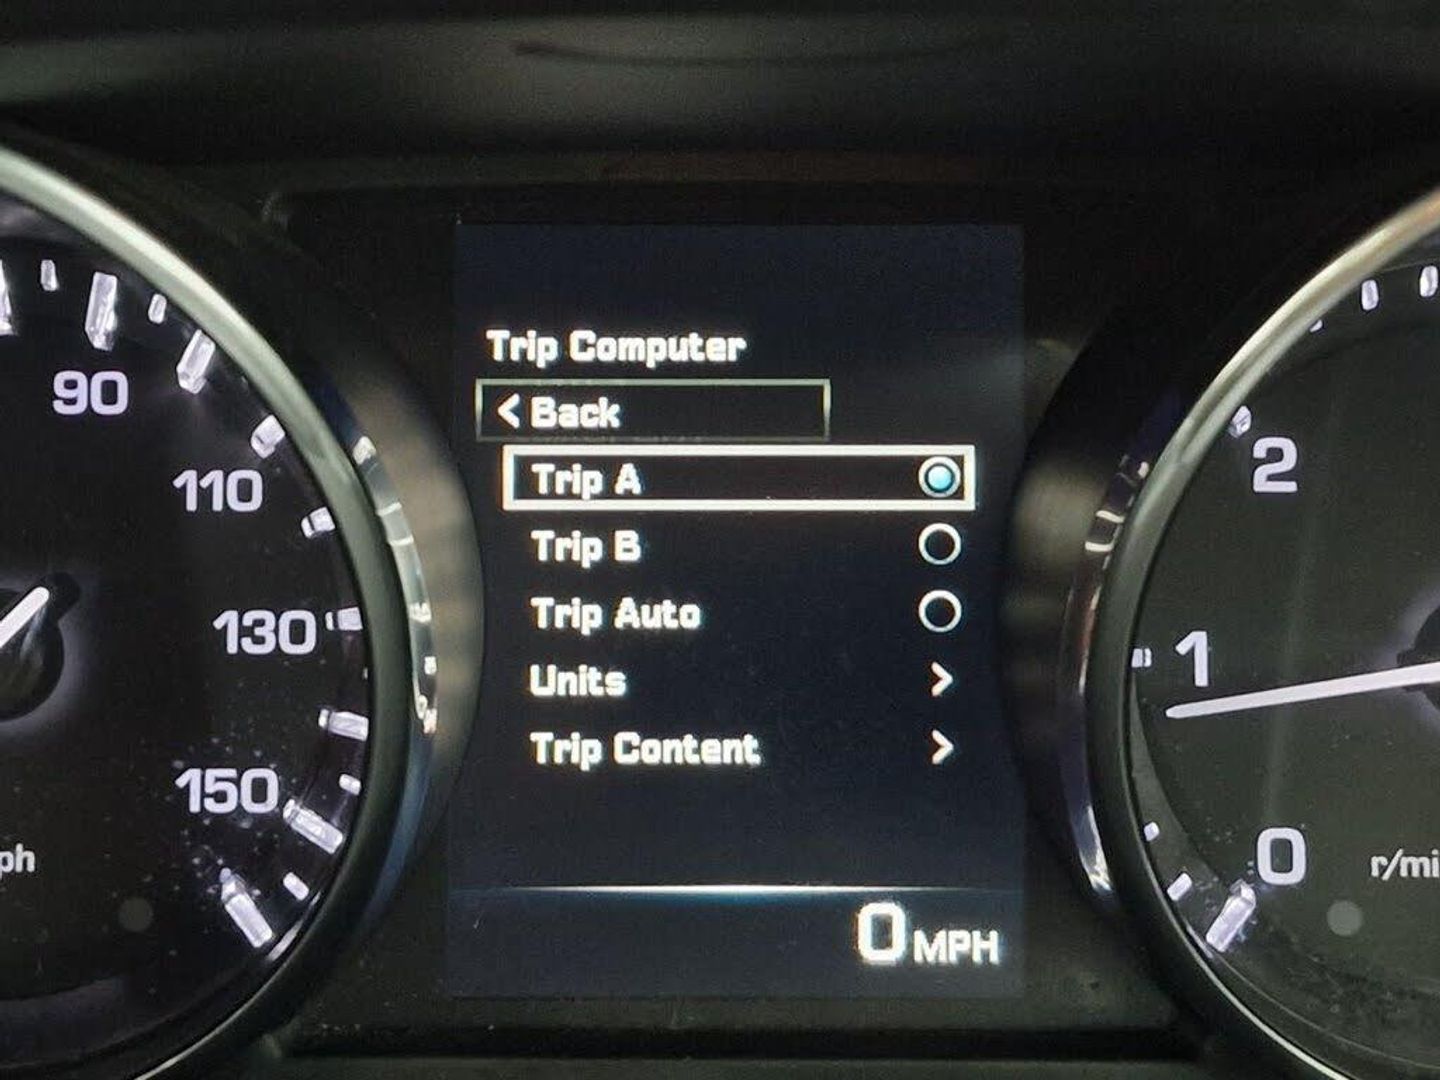 Trip Computer
< Back
Trip A
Trip B
Trip Auto
Units >
Trip Content >
0 MPH
90
110
130
150
ph
2
1
0
r/mi